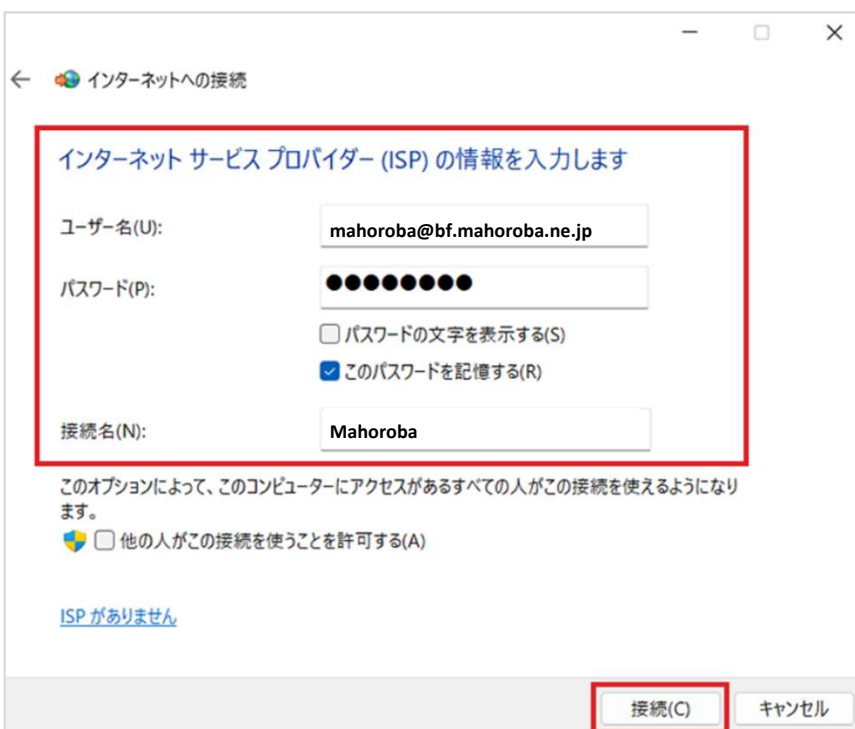 インターネットへの接続
インターネット サービス プロバイダー (ISP) の情報を入力します
ユーザー名(U):
mahoroba@bf.mahoroba.ne.jp
パスワード(P):
●●●●●●●●
パスワードの文字を表示する(S)
このパスワードを記憶する(R)
接続名(N):
Mahoroba
このオプションによって、このコンピューターにアクセスがあるすべての人がこの接続を使えるようになり
ます。
他の人がこの接続を使うことを許可する(A)
ISP がありません
接続(C)
キャンセル